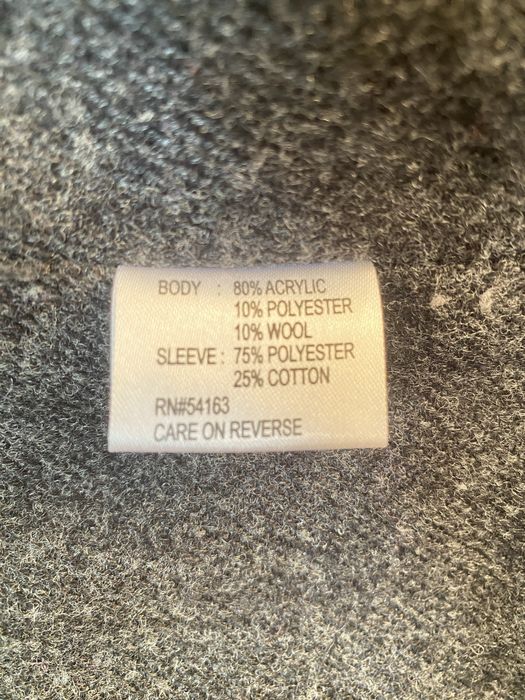 BODY : 80% ACRYLIC
10% POLYESTER
10% WOOL
SLEEVE : 75% POLYESTER
25% COTTON
RN#54163
CARE ON REVERSE